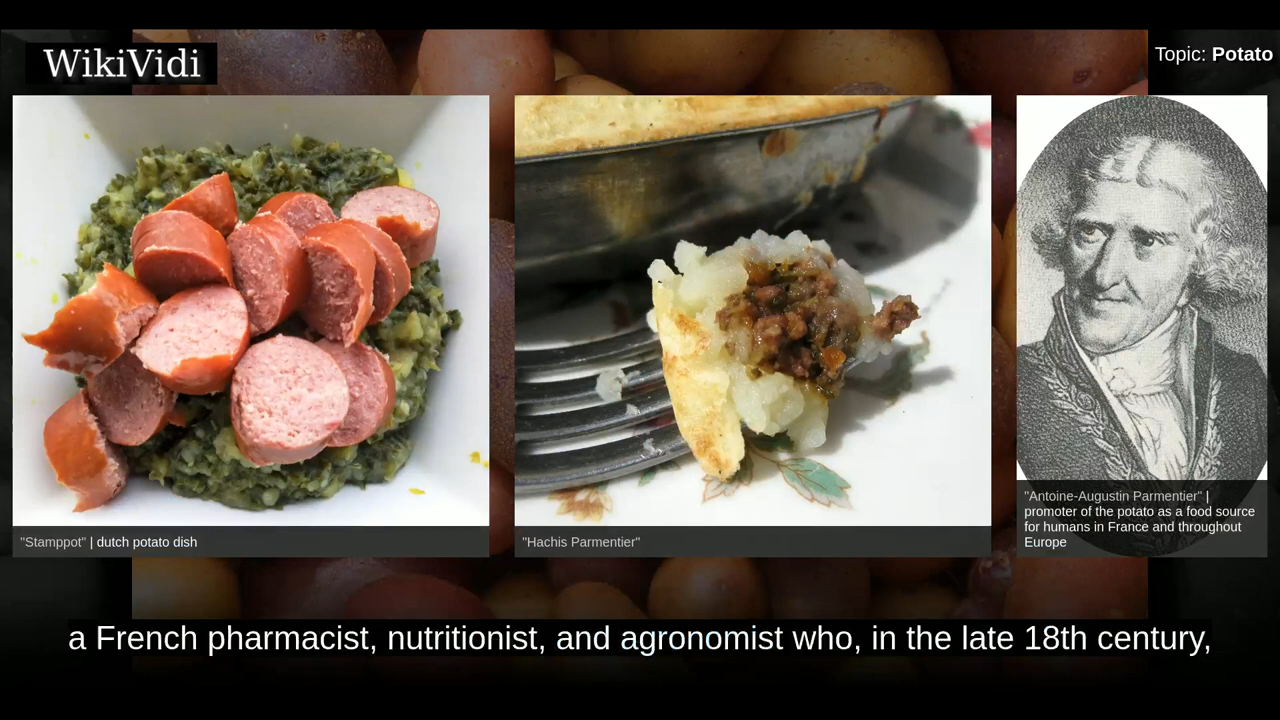 WikiVidi
Topic: Potato
"Stamppot" | dutch potato dish
"Hachis Parmentier"
"Antoine-Augustin Parmentier" |
promoter of the potato as a food source
for humans in France and throughout
Europe
a French pharmacist, nutritionist, and agronomist who, in the late 18th century,